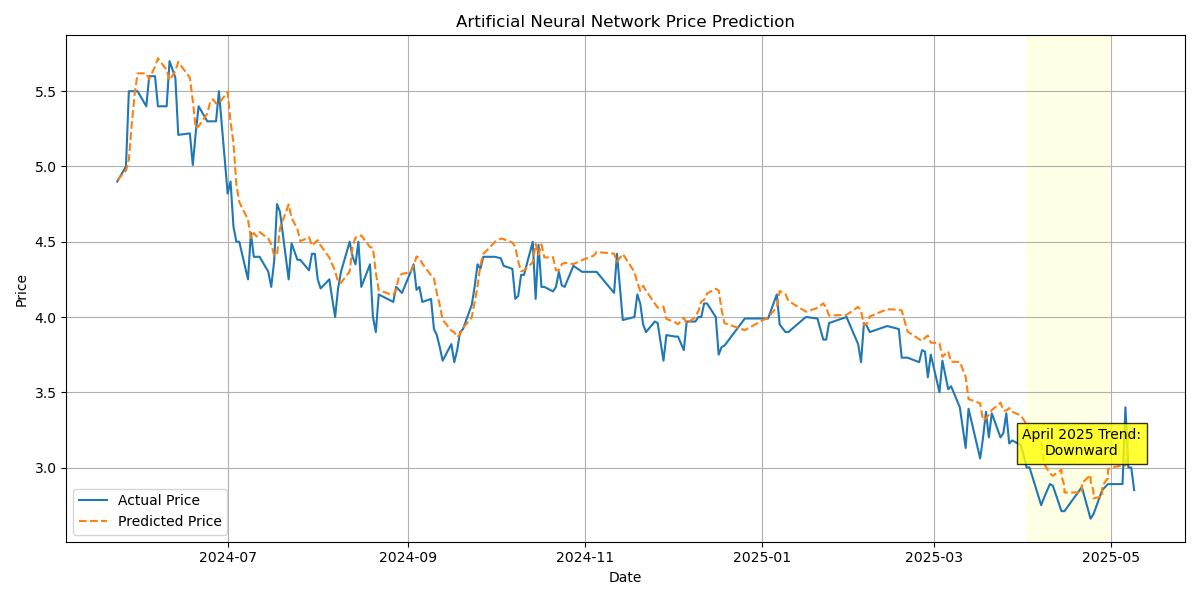 Artificial Neural Network Price Prediction
Price
5.5
5.0
4.5
4.0
3.5
3.0
April 2025 Trend:
Downward
Actual Price
Predicted Price
2024-07
2024-09
2024-11
2025-01
2025-03
2025-05
Date